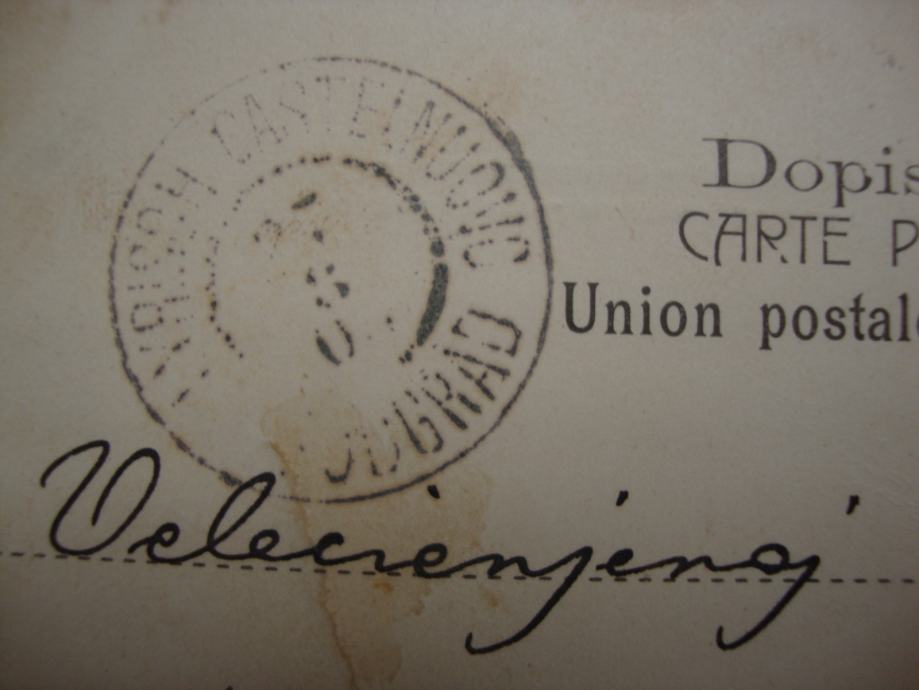 CASTELNUOVO
Dopis
CARTE P
Union postale
Velecienjenoj